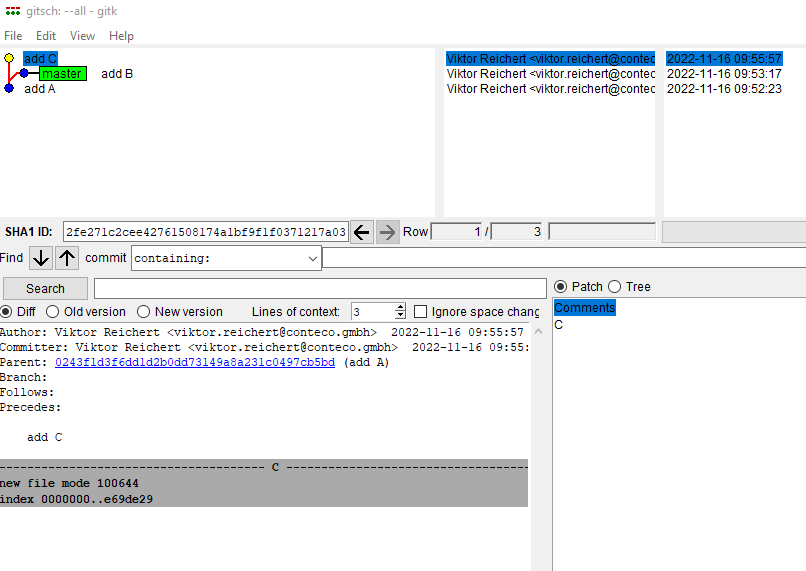 gitsch: --all - gitk
File Edit View Help
add C Viktor Reichert <viktor.reichert@contec 2022-11-16 09:55:57
master add B Viktor Reichert <viktor.reichert@contec 2022-11-16 09:53:17
add A Viktor Reichert <viktor.reichert@contec 2022-11-16 09:52:23
SHA1 ID: 2fe271c2cee42761508174a1bf9f1f0371217a03 Row 1 / 3
Find commit containing:
Search
Patch Tree
Diff Old version New version Lines of context: 3 Ignore space chang
Comments
C
Author: Viktor Reichert <viktor.reichert@conteco.gmbh> 2022-11-16 09:55:57
Committer: Viktor Reichert <viktor.reichert@conteco.gmbh> 2022-11-16 09:55:
Parent: 0243f1d3f6dd1d2b0dd73149a8a231c0497cb5bd (add A)
Branch:
Follows:
Precedes:
add C
------------------------------------- C ----------------------------------
new file mode 100644
index 0000000..e69de29